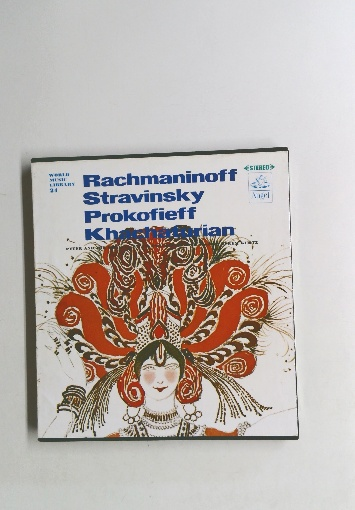 WORLD
MUSIC
LIBRARY
24
Rachmaninoff
Stravinsky
Prokofieff
Khachaturian
STEREO
Angel